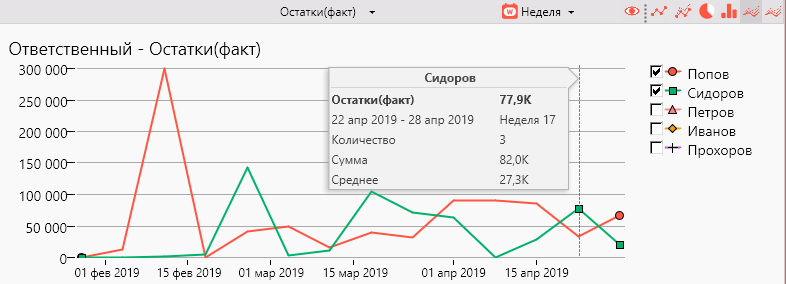 Остатки(факт) W Неделя
Ответственный - Остатки(факт)
300 000
250 000
200 000
150 000
100 000
50 000
0
01 фев 2019 15 фев 2019 01 мар 2019 15 мар 2019 01 апр 2019 15 апр 2019
Сидоров
Остатки(факт) 77,9K
22 апр 2019 - 28 апр 2019 Неделя 17
Количество 3
Сумма 82,0K
Среднее 27,3K
Попов
Сидоров
Петров
Иванов
Прохоров